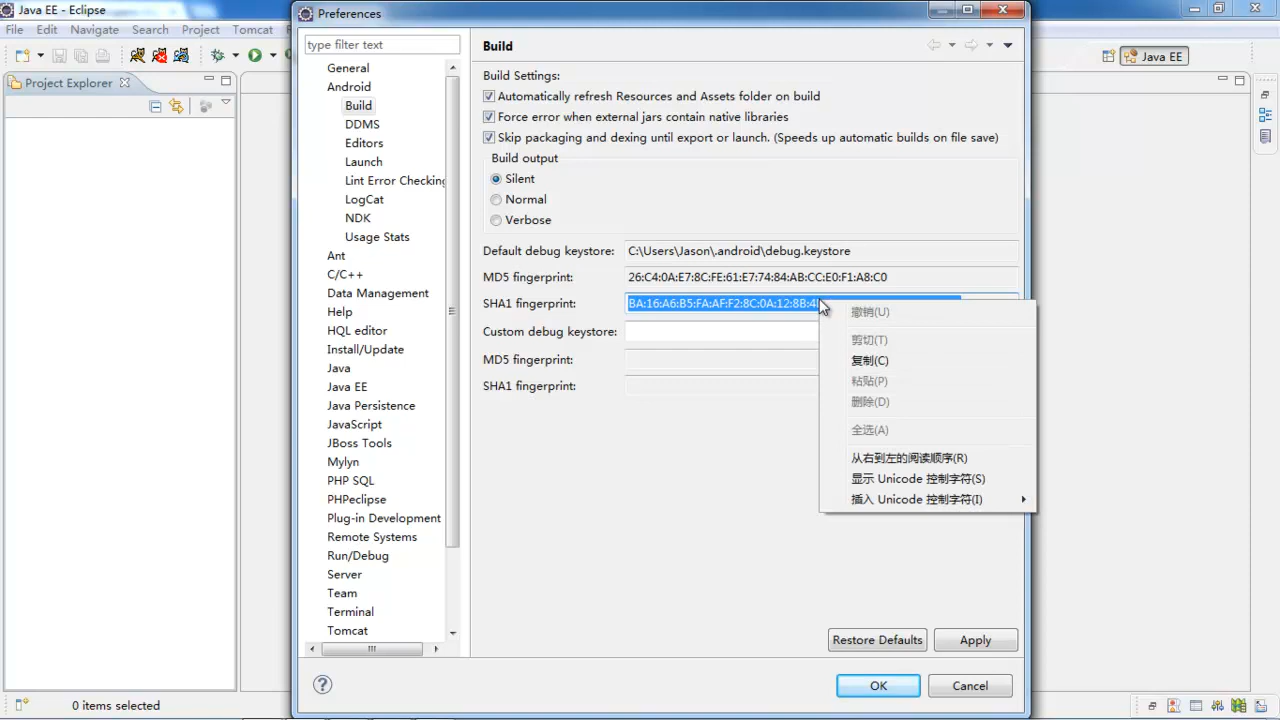 Java EE - Eclipse
File Edit Navigate Search Project Tomcat
Java EE
Project Explorer
0 items selected
Preferences
type filter text
General
Android
Build
DDMS
Editors
Launch
Lint Error Checking
LogCat
NDK
Usage Stats
Ant
C/C++
Data Management
Help
HQL editor
Install/Update
Java
Java EE
Java Persistence
JavaScript
JBoss Tools
Mylyn
PHP SQL
PHPeclipse
Plug-in Development
Remote Systems
Run/Debug
Server
Team
Terminal
Tomcat
Build
Build Settings:
Automatically refresh Resources and Assets folder on build
Force error when external jars contain native libraries
Skip packaging and dexing until export or launch. (Speeds up automatic builds on file save)
Build output
Silent
Normal
Verbose
Default debug keystore: C:\Users\Jason\.android\debug.keystore
MD5 fingerprint: 26:C4:0A:E7:8C:FE:61:E7:74:84:AB:CC:E0:F1:A8:C0
SHA1 fingerprint: BA:16:A6:B5:FA:AF:F2:8C:0A:12:8B:4
Custom debug keystore:
MD5 fingerprint:
SHA1 fingerprint:
撤销(U)
剪切(T)
复制(C)
粘贴(P)
删除(D)
全选(A)
从右到左的阅读顺序(R)
显示 Unicode 控制字符(S)
插入 Unicode 控制字符(I)
Restore Defaults
Apply
OK
Cancel